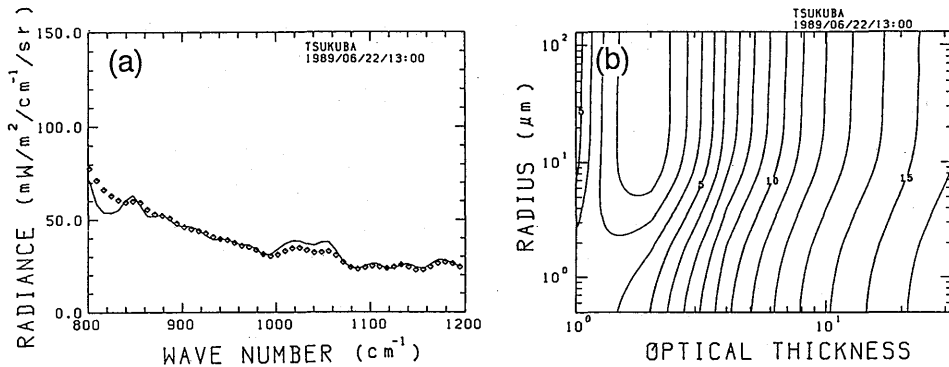 (a)
TSUKUBA
1989/06/22/13:00
RADIANCE (mW/m²/cm⁻¹/sr)
150.0
100.0
50.0
0.0
800
900
1000
1100
1200
WAVE NUMBER (cm⁻¹)
(b)
TSUKUBA
1989/06/22/13:00
RADIUS (μm)
10²
10¹
10⁰
5
5
10
15
10⁰
10¹
OPTICAL THICKNESS